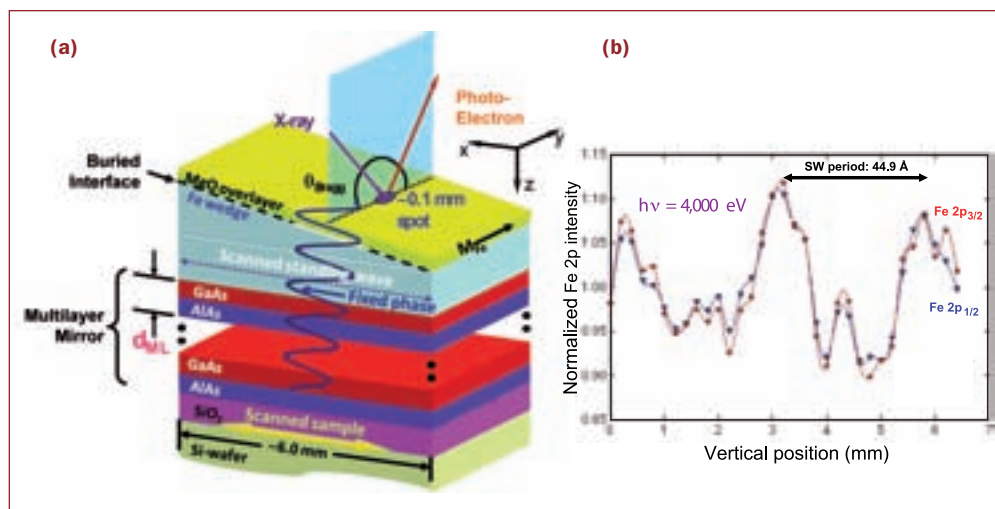 (a)
X-ray
Photo-
Electron
x
y
z
Buried
Interface
MgO overlayer
Fe wedge
~0.1 mm
spot
Scanned standing wave
Fixed phase
Multilayer
Mirror
GaAs
AlAs
GaAs
AlAs
SiO₂
Scanned sample
~6.0 mm
Si-wafer
(b)
Normalized Fe 2p intensity
1.15
1.10
1.05
1.00
0.95
0.90
0.85
SW period: 44.9 Å
hν = 4,000 eV
Fe 2p3/2
Fe 2p1/2
0 1 2 3 4 5 6 7
Vertical position (mm)